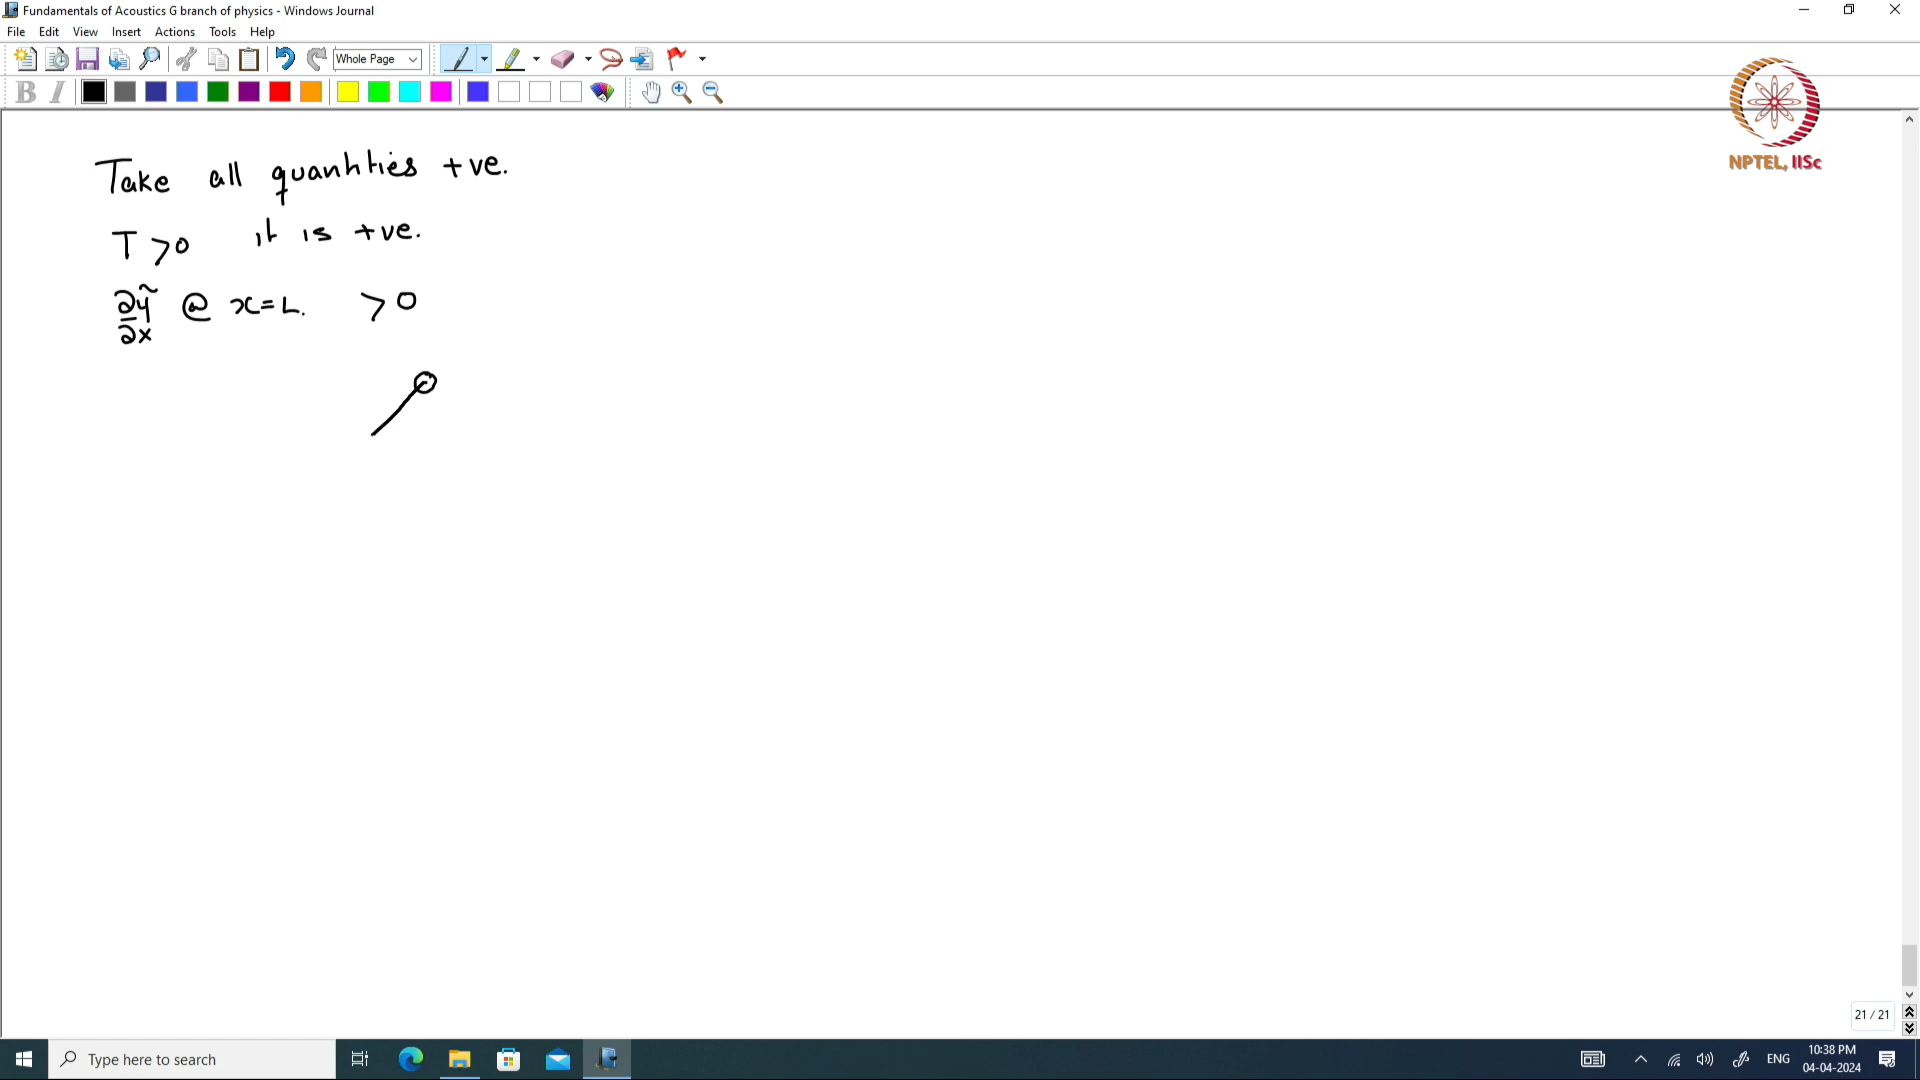 Fundamentals of Acoustics G branch of physics - Windows Journal
File Edit View Insert Actions Tools Help
Whole Page
B I
NPTEL, IISc
Take all quantities +ve.
T >0 it is +ve.
∂ỹ/∂x @ x=L. >0
21 / 21
Type here to search
ENG
10:38 PM
04-04-2024